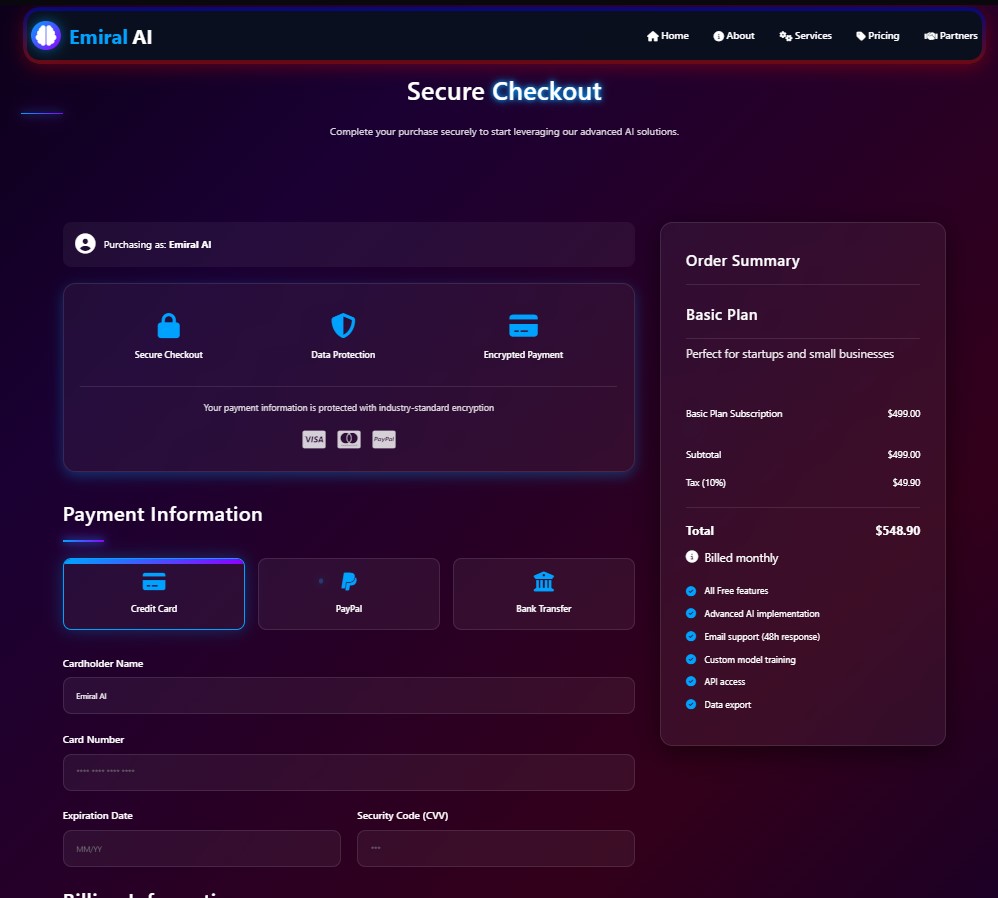 Emiral AI
Home About Services Pricing Partners
Secure Checkout
Complete your purchase securely to start leveraging our advanced AI solutions.
Purchasing as: Emiral AI
Secure Checkout
Data Protection
Encrypted Payment
Your payment information is protected with industry-standard encryption
VISA
PayPal
Payment Information
Credit Card
PayPal
Bank Transfer
Cardholder Name
Emiral AI
Card Number
•••• •••• •••• ••••
Expiration Date
MM/YY
Security Code (CVV)
•••
Order Summary
Basic Plan
Perfect for startups and small businesses
Basic Plan Subscription $499.00
Subtotal $499.00
Tax (10%) $49.90
Total $548.90
Billed monthly
All Free features
Advanced AI implementation
Email support (48h response)
Custom model training
API access
Data export